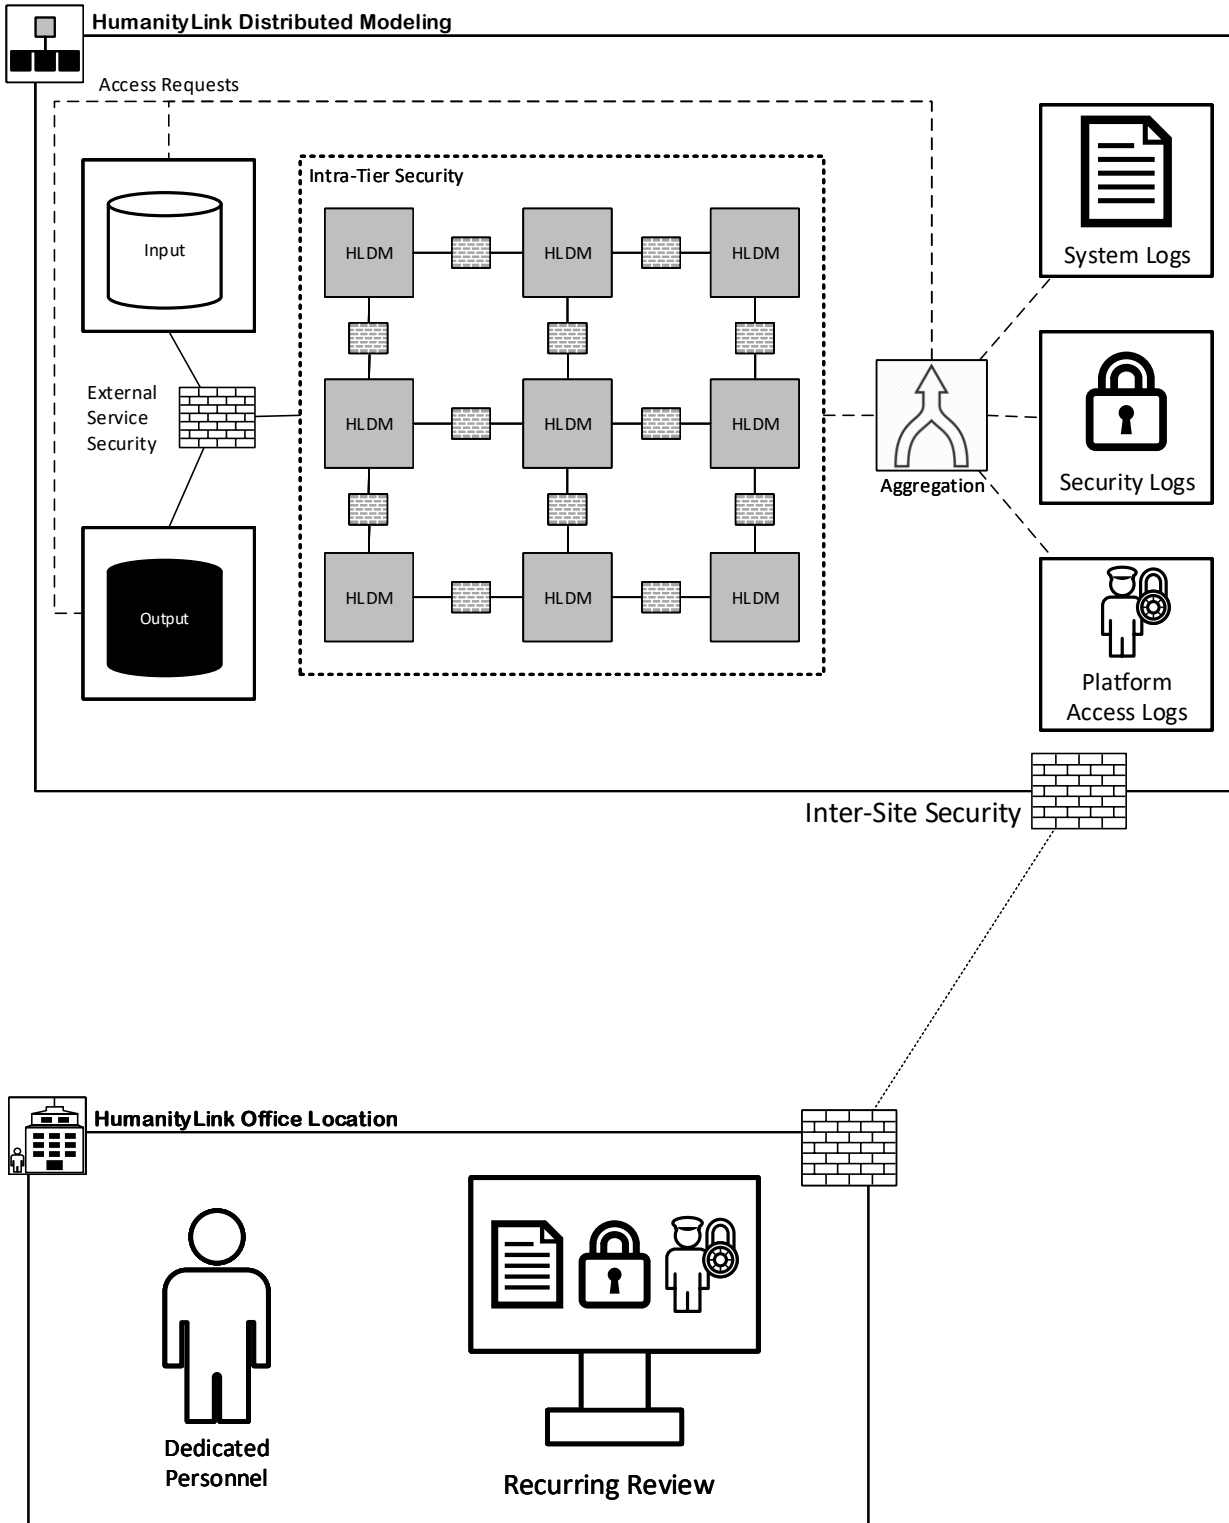 HumanityLink Distributed Modeling
Access Requests
Intra-Tier Security
Input
HLDM
HLDM
HLDM
System Logs
External
Service
Security
HLDM
HLDM
HLDM
Aggregation
Security Logs
Output
HLDM
HLDM
HLDM
Platform
Access Logs
Inter-Site Security
HumanityLink Office Location
Dedicated
Personnel
Recurring Review